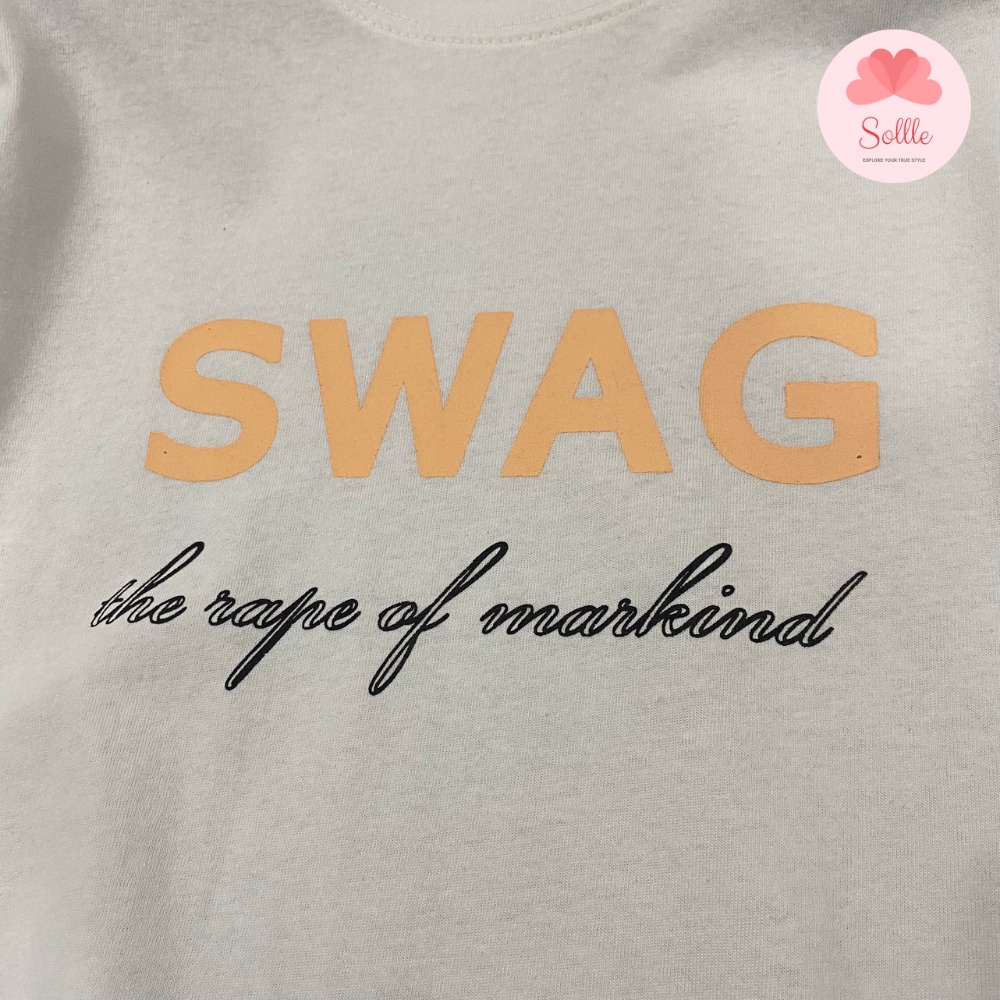 Sollle
EXPLORE YOUR TRUE STYLE
SWAG
the rape of markind